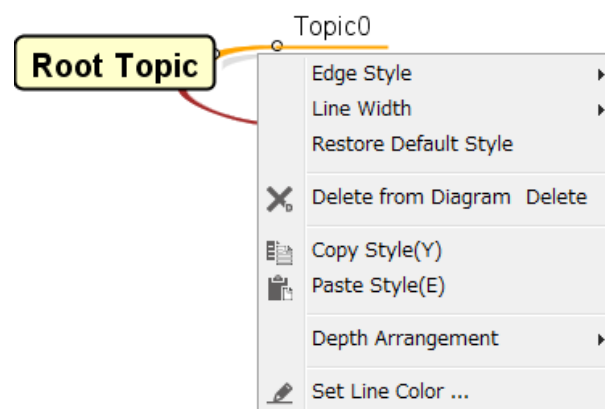 Topic0
Root Topic
Edge Style
Line Width
Restore Default Style
Delete from Diagram Delete
Copy Style(Y)
Paste Style(E)
Depth Arrangement
Set Line Color ...